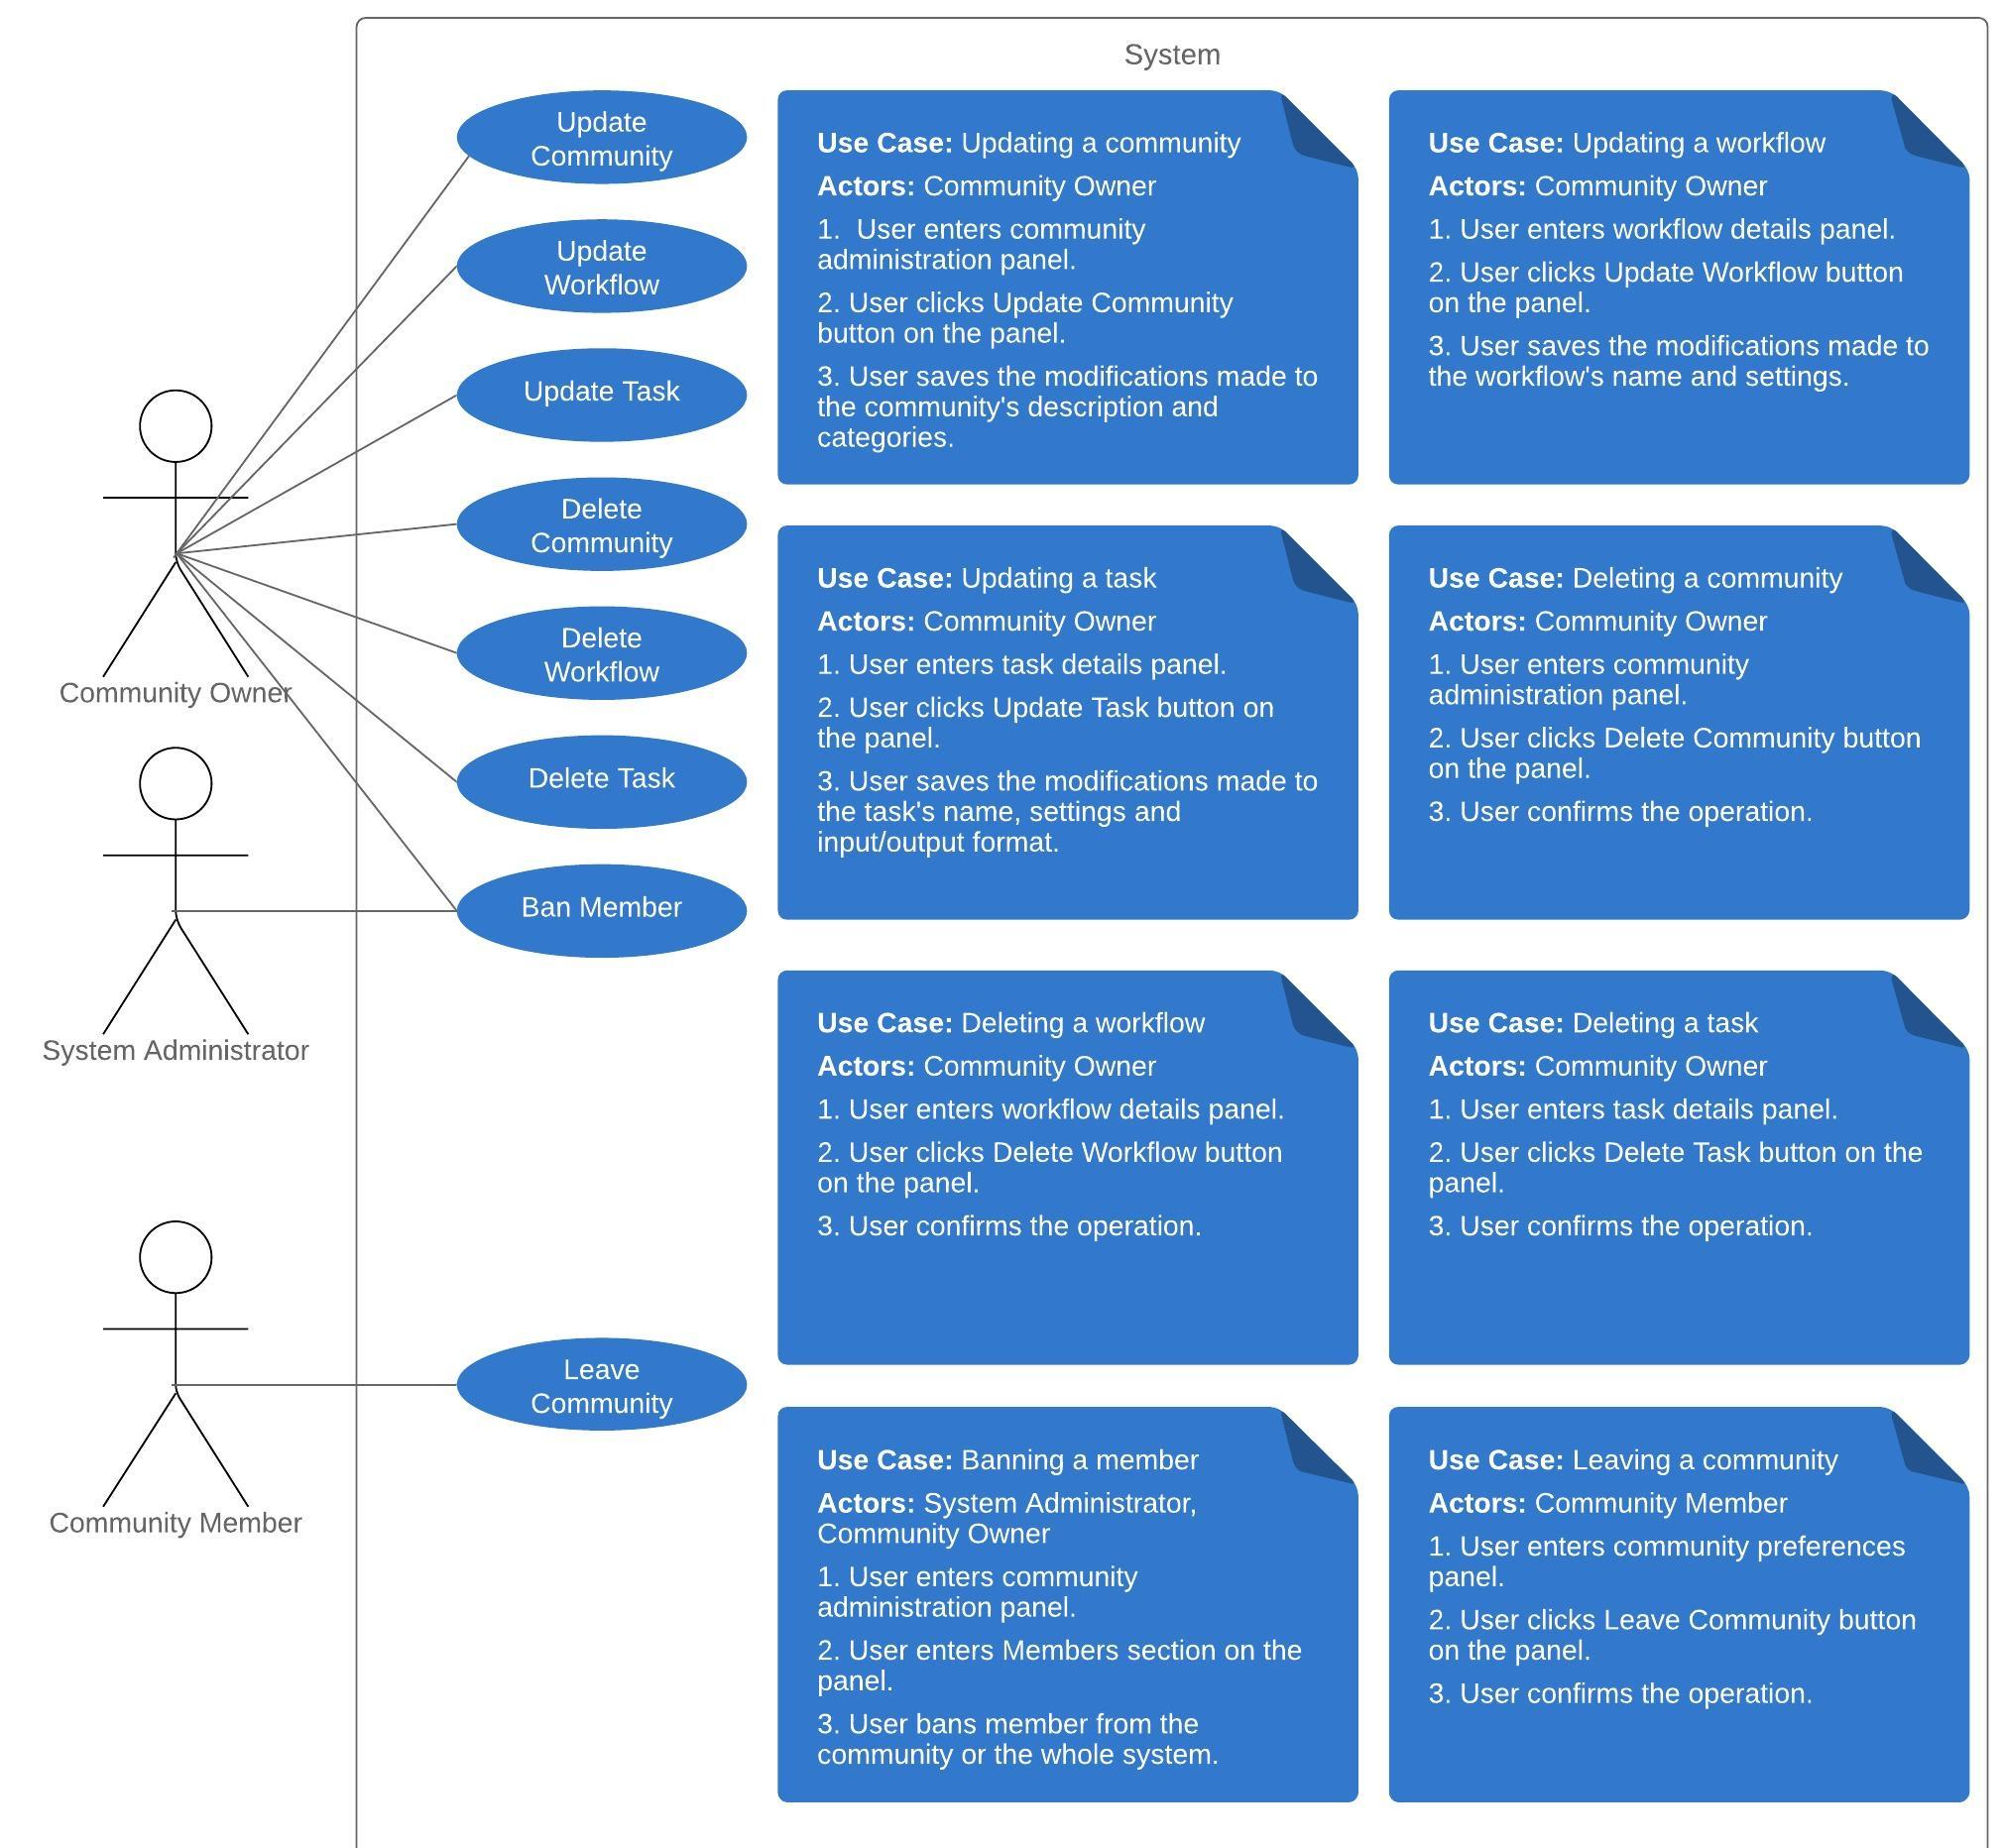 System
Update
Community
Update
Workflow
Update Task
Delete
Community
Delete
Workflow
Delete Task
Ban Member
Leave
Community
Community Owner
System Administrator
Community Member
Use Case: Updating a community
Actors: Community Owner
1.  User enters community
administration panel.
2. User clicks Update Community
button on the panel.
3. User saves the modifications made to
the community's description and
categories.
Use Case: Updating a workflow
Actors: Community Owner
1. User enters workflow details panel.
2. User clicks Update Workflow button
on the panel.
3. User saves the modifications made to
the workflow's name and settings.
Use Case: Updating a task
Actors: Community Owner
1. User enters task details panel.
2. User clicks Update Task button on
the panel.
3. User saves the modifications made to
the task's name, settings and
input/output format.
Use Case: Deleting a community
Actors: Community Owner
1. User enters community
administration panel.
2. User clicks Delete Community button
on the panel.
3. User confirms the operation.
Use Case: Deleting a workflow
Actors: Community Owner
1. User enters workflow details panel.
2. User clicks Delete Workflow button
on the panel.
3. User confirms the operation.
Use Case: Deleting a task
Actors: Community Owner
1. User enters task details panel.
2. User clicks Delete Task button on the
panel.
3. User confirms the operation.
Use Case: Banning a member
Actors: System Administrator,
Community Owner
1. User enters community
administration panel.
2. User enters Members section on the
panel.
3. User bans member from the
community or the whole system.
Use Case: Leaving a community
Actors: Community Member
1. User enters community preferences
panel.
2. User clicks Leave Community button
on the panel.
3. User confirms the operation.